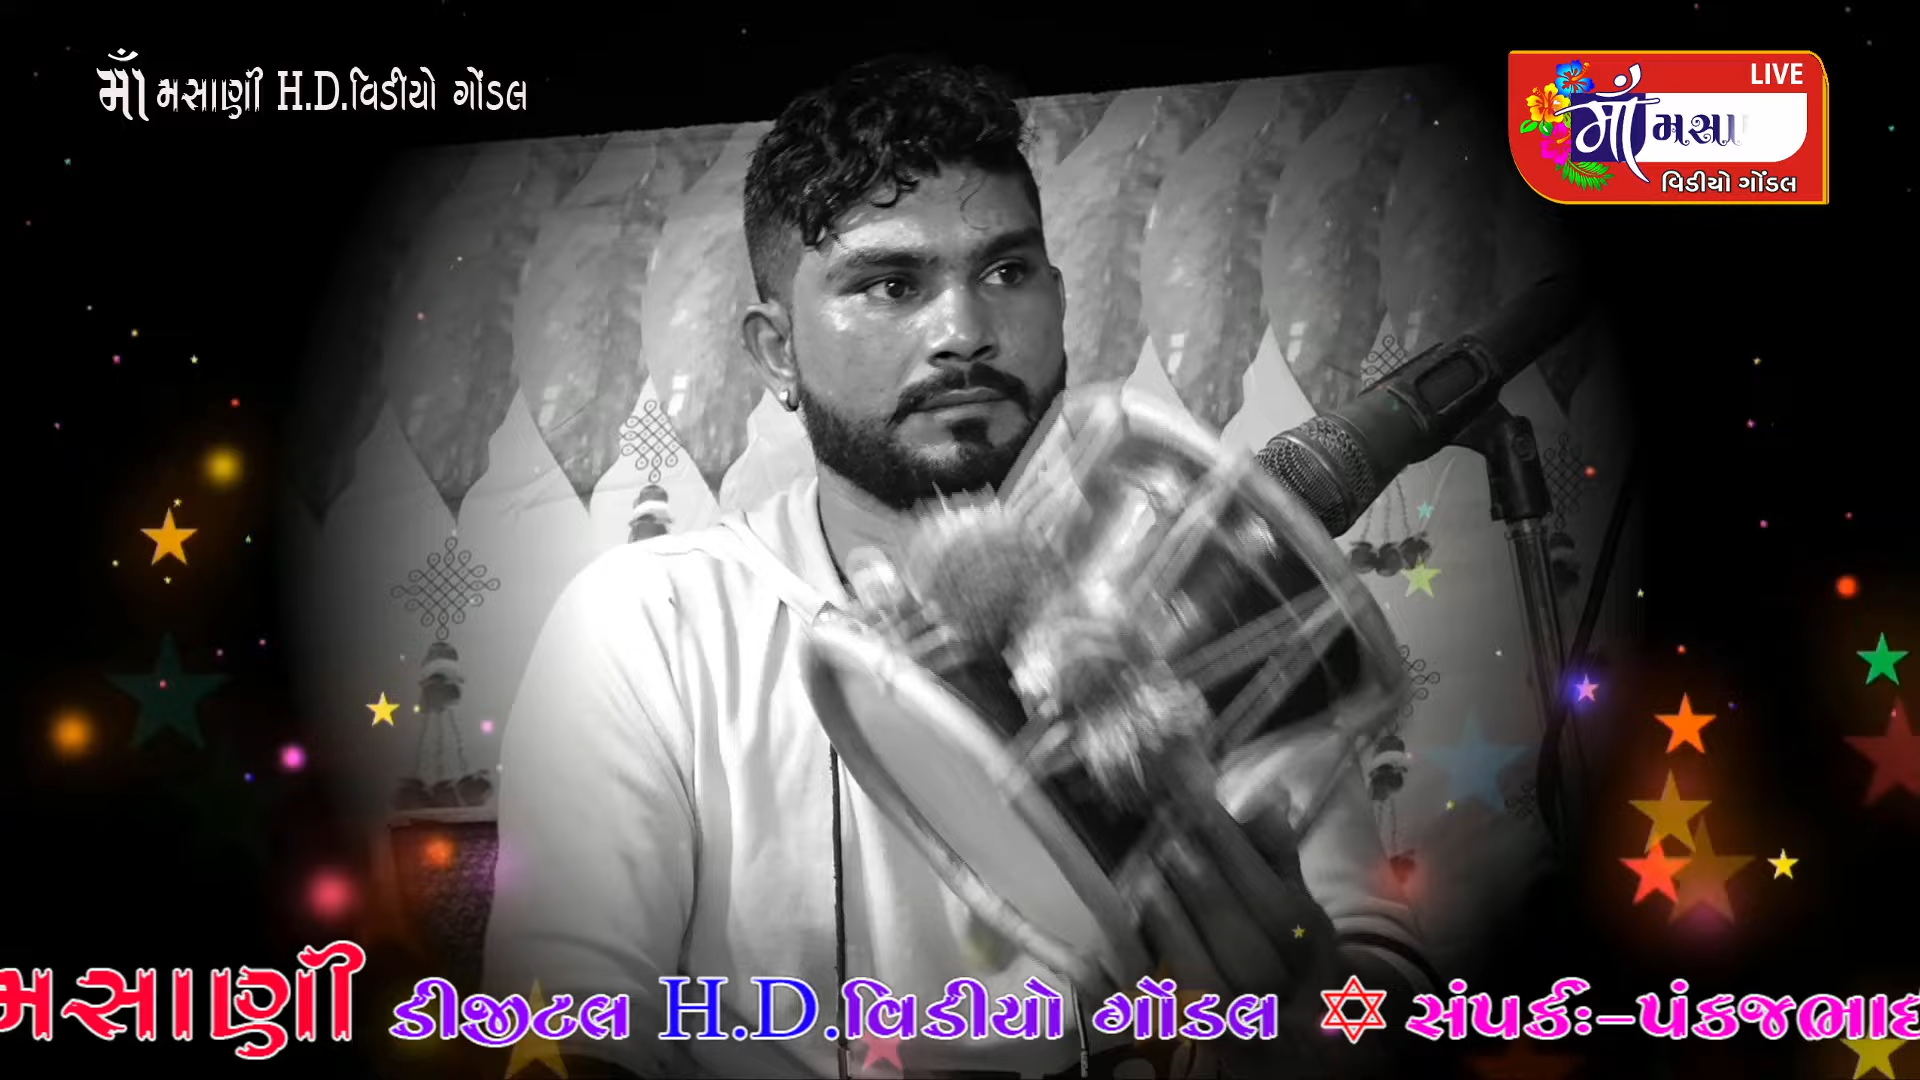 માઁ મસાણી H.D.વિડીયો ગોંડલ
LIVE
માઁ મસા
વિડીયો ગોંડલ
મસાણી ડીજીટલ H.D.વિડીયો ગોંડલ ✡ સંપર્કઃ-પંકજભાઇ